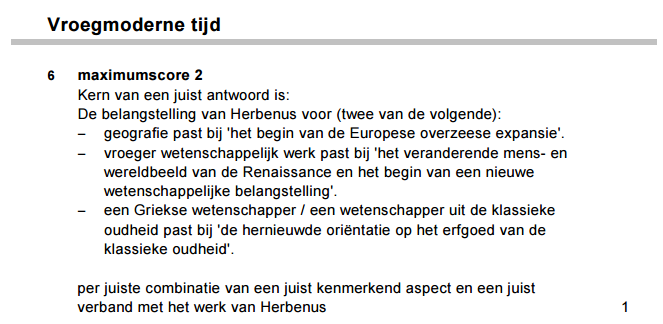 Vroegmoderne tijd
6 maximumscore 2
Kern van een juist antwoord is:
De belangstelling van Herbenus voor (twee van de volgende):
– geografie past bij 'het begin van de Europese overzeese expansie'.
– vroeger wetenschappelijk werk past bij 'het veranderende mens- en
wereldbeeld van de Renaissance en het begin van een nieuwe
wetenschappelijke belangstelling'.
– een Griekse wetenschapper / een wetenschapper uit de klassieke
oudheid past bij 'de hernieuwde oriëntatie op het erfgoed van de
klassieke oudheid'.
per juiste combinatie van een juist kenmerkend aspect en een juist
verband met het werk van Herbenus 1